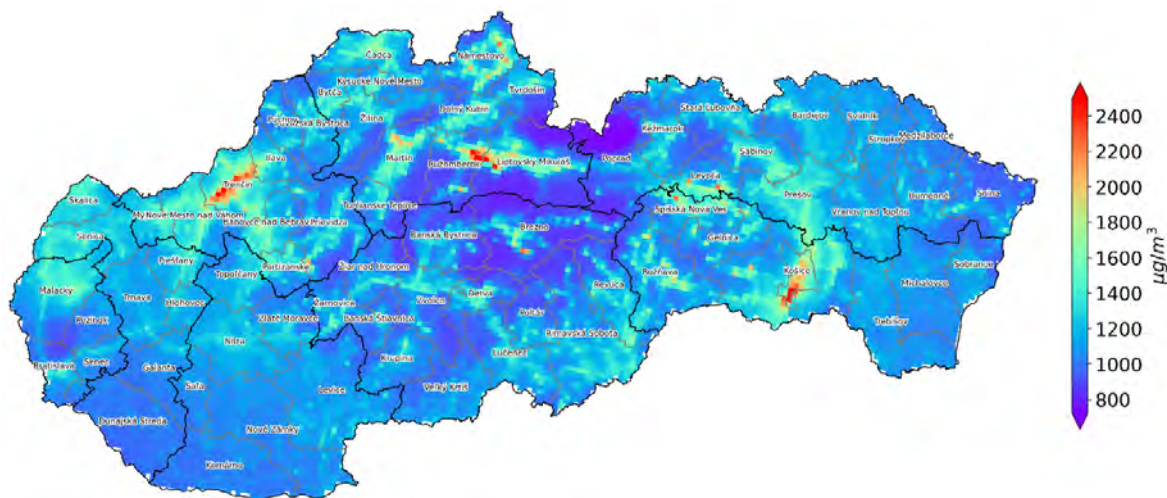 Čadca
Námestovo
Kysucké Nové Mesto
Tvrdošín
Bytča
Dolný Kubín
Stará Ľubovňa
Bardejov
Svidník
Púchov
Považská Bystrica
Žilina
Kežmarok
Stropkov
Medzilaborce
Ilava
Martin
Ružomberok
Liptovský Mikuláš
Poprad
Sabinov
Trenčín
Levoča
Skalica
Prešov
Humenné
Snina
Nové Mesto nad Váhom
Bánovce nad Bebravou
Prievidza
Turčianske Teplice
Spišská Nová Ves
Vranov nad Topľou
Senica
Banská Bystrica
Brezno
Gelnica
Piešťany
Topoľčany
Partizánske
Žiar nad Hronom
Košice
Sobrance
Malacky
Trnava
Hlohovec
Zvolen
Detva
Revúca
Rožňava
Michalovce
Pezinok
Zlaté Moravce
Žarnovica
Banská Štiavnica
Poltár
Rimavská Sobota
Trebišov
Nitra
Bratislava
Senec
Galanta
Krupina
Lučenec
Šaľa
Levice
Veľký Krtíš
Dunajská Streda
Nové Zámky
Komárno
2400
2200
2000
1800
1600
1400
1200
1000
800
µg/m³